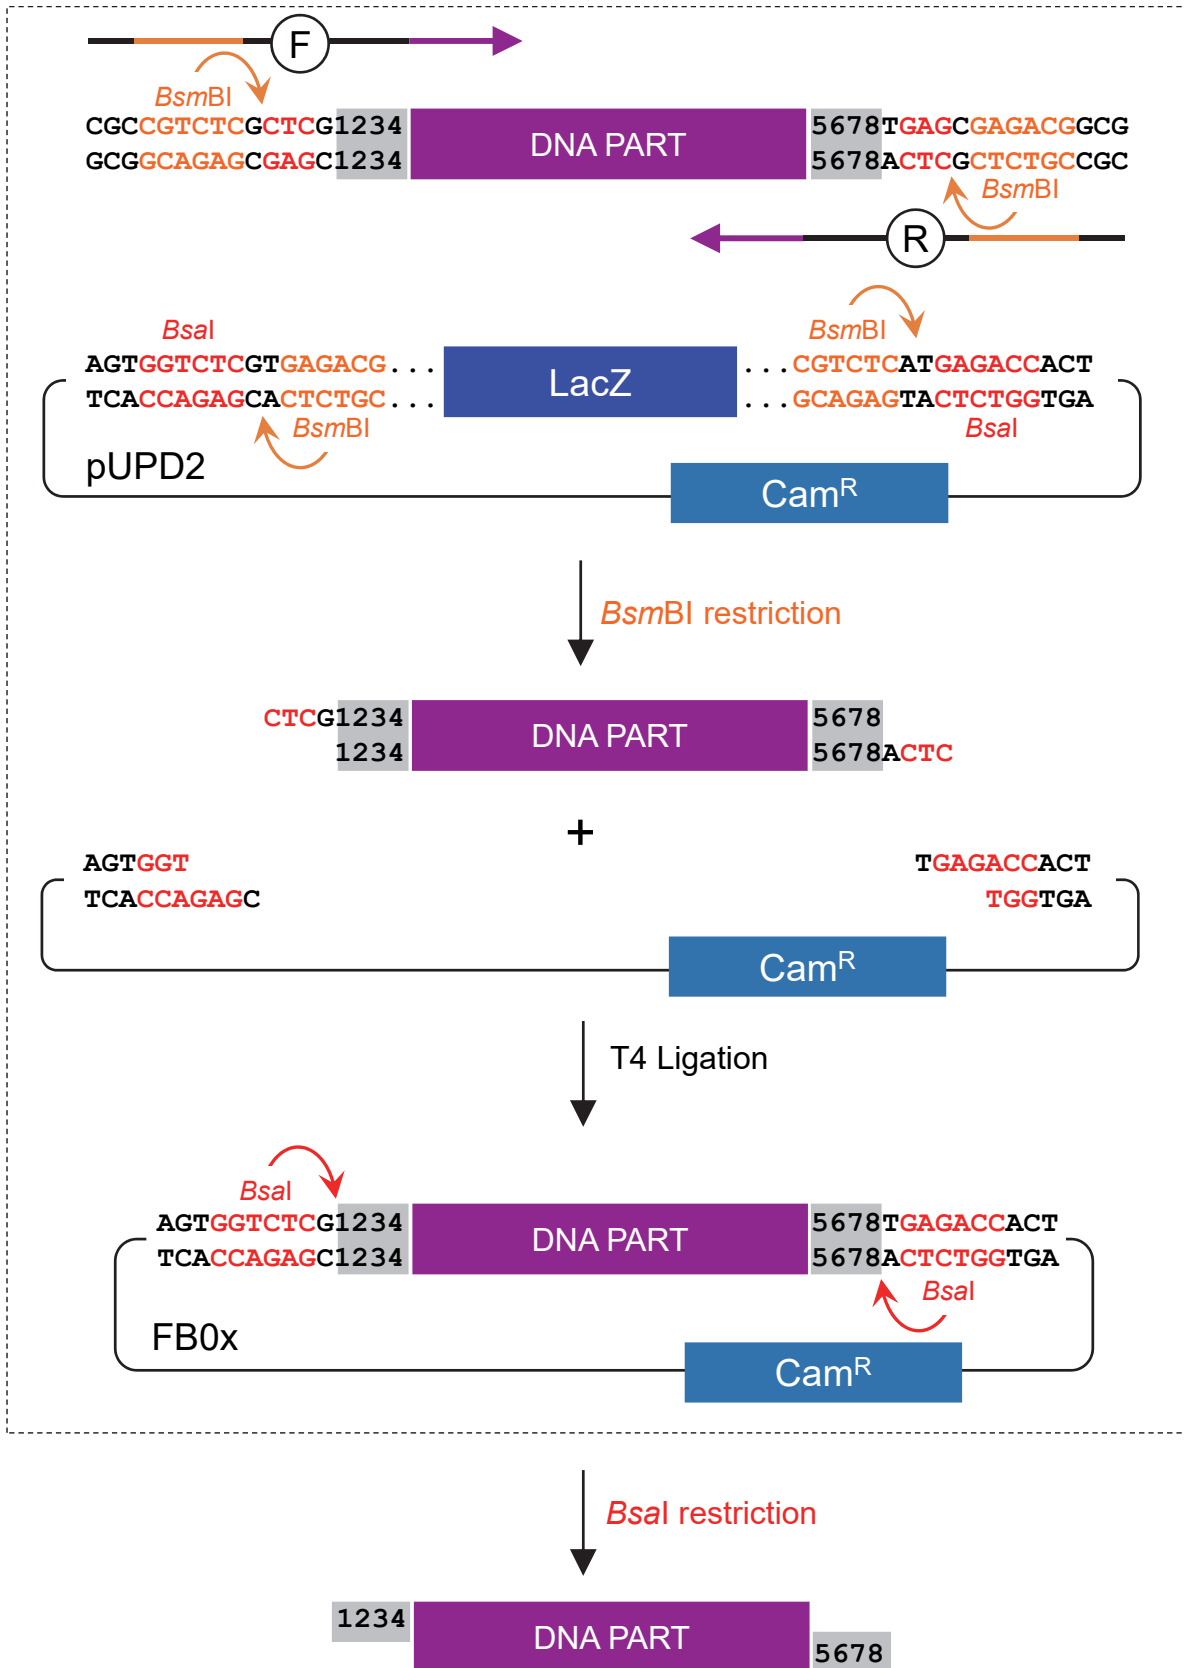 F
BsmBI
CGCCGTCTCGCTCG1234 DNA PART 5678TGAGCGAGACGGCG
GCGGCAGAGCGAGC1234 5678ACTCGCTCTGCCGC
BsmBI
R
BsaI BsmBI
AGTGGTCTCGTGAGACG... LacZ ...CGTCTCATGAGACCACT
TCACCAGAGCACTCTGC... ...GCAGAGTACTCTGGTGA
BsmBI BsaI
pUPD2
CamR
BsmBI restriction
CTCG1234 DNA PART 5678
1234 5678ACTC
+
AGTGGT TGAGACCACT
TCACCAGAGC TGGTGA
CamR
T4 Ligation
BsaI
AGTGGTCTCG1234 DNA PART 5678TGAGACCACT
TCACCAGAGC1234 5678ACTCTGGTGA
BsaI
FB0x
CamR
BsaI restriction
1234 DNA PART
5678